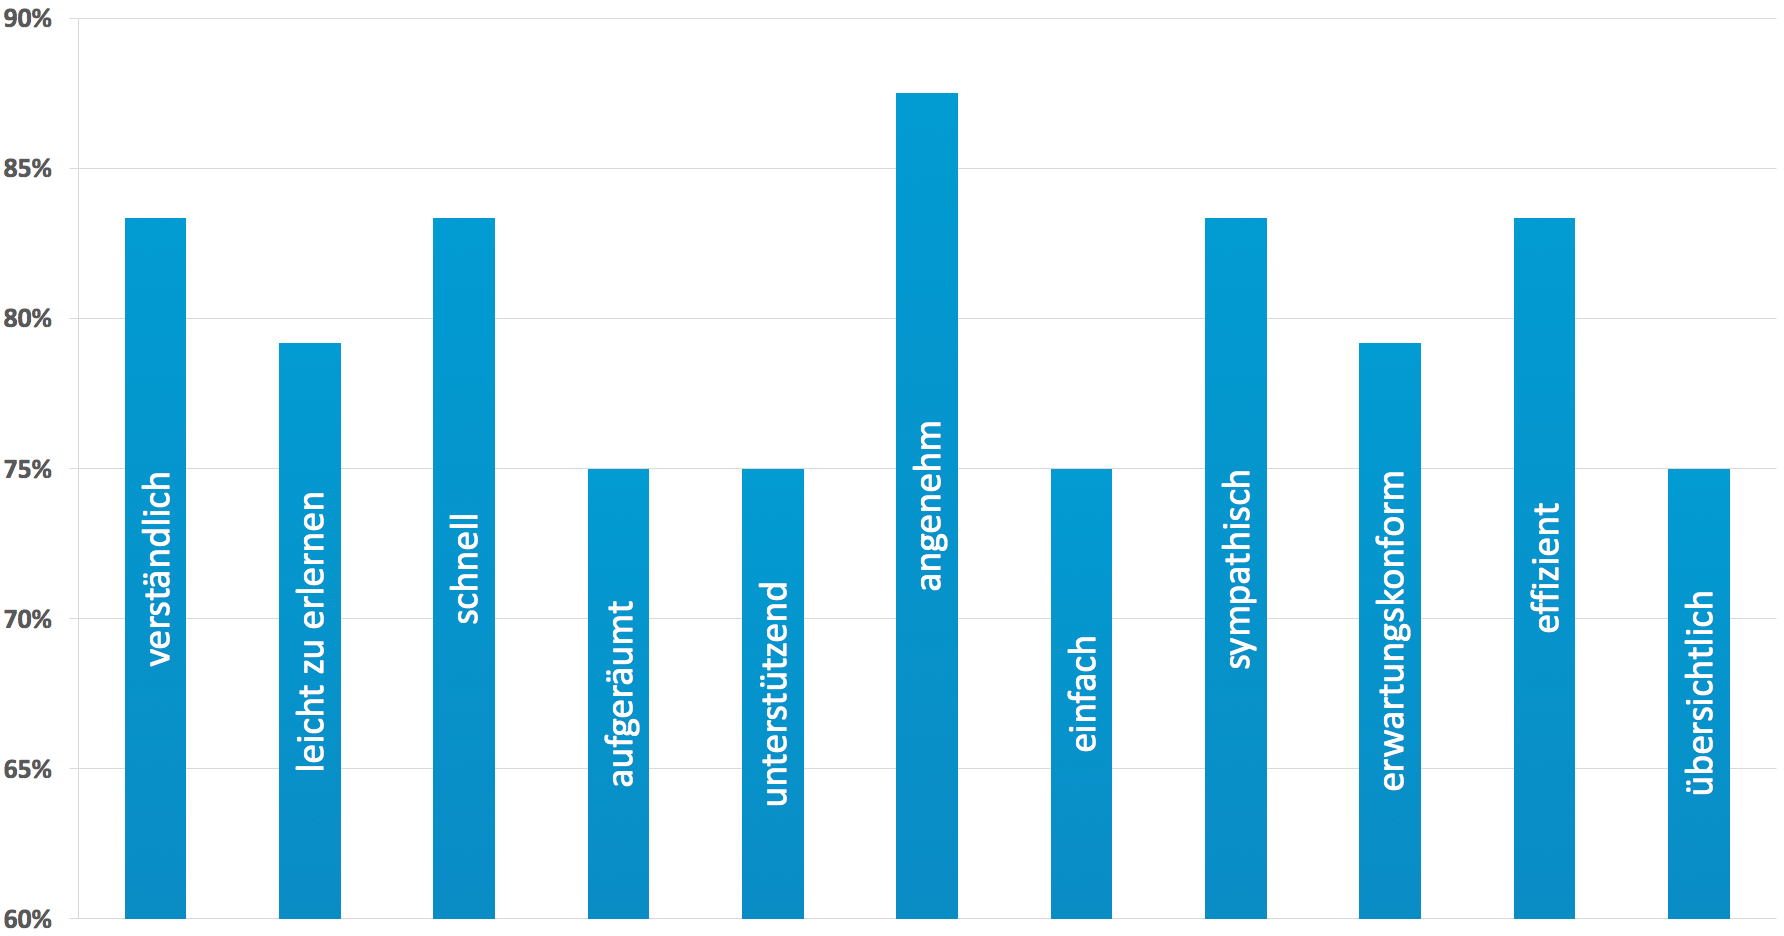 90%
85%
80%
75%
70%
65%
60%
verständlich
leicht zu erlernen
schnell
aufgeräumt
unterstützend
angenehm
einfach
sympathisch
erwartungskonform
effizient
übersichtlich